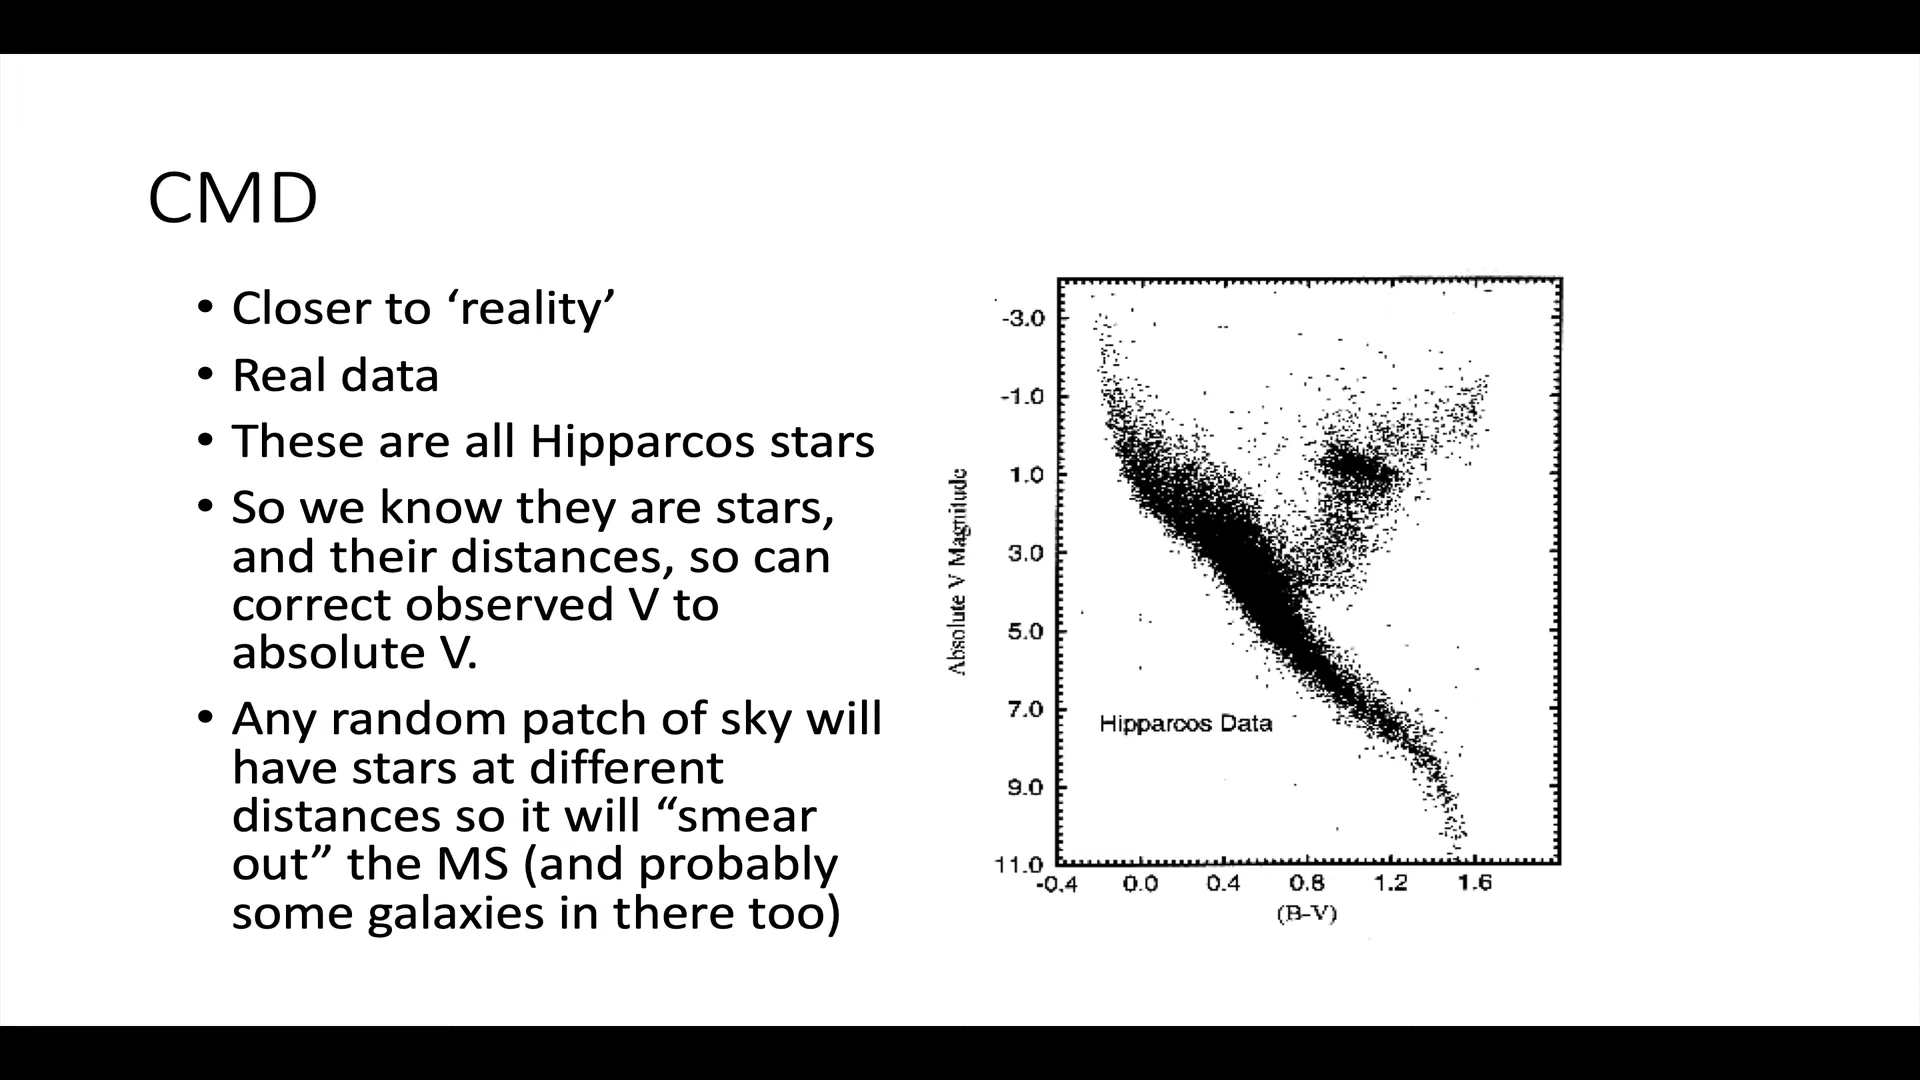 CMD
• Closer to ‘reality’
• Real data
• These are all Hipparcos stars
• So we know they are stars,
and their distances, so can
correct observed V to
absolute V.
• Any random patch of sky will
have stars at different
distances so it will “smear
out” the MS (and probably
some galaxies in there too)
Absolute V Magnitude
-3.0
-1.0
1.0
3.0
5.0
7.0
9.0
11.0
Hipparcos Data
-0.4 0.0 0.4 0.8 1.2 1.6
(B-V)